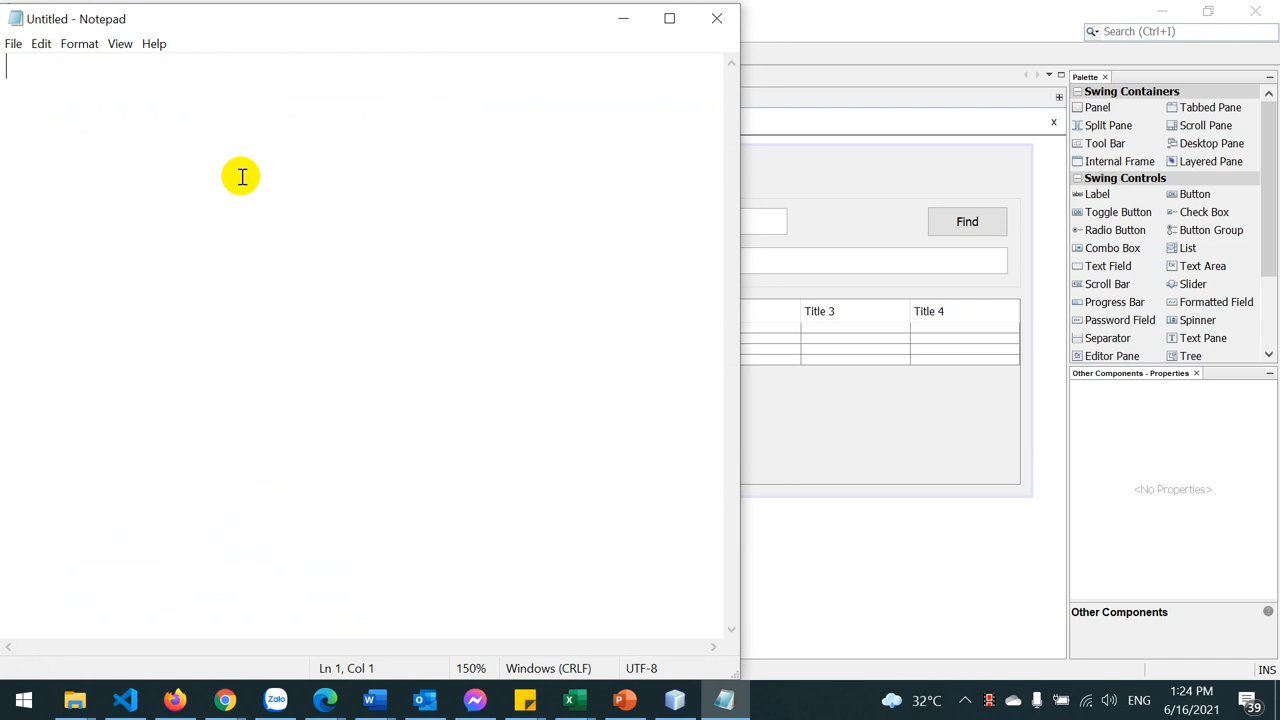 Untitled - Notepad
File Edit Format View Help
Search (Ctrl+I)
Palette
Swing Containers
Panel Tabbed Pane
Split Pane Scroll Pane
Tool Bar Desktop Pane
Internal Frame Layered Pane
Swing Controls
Label Button
Toggle Button Check Box
Radio Button Button Group
Combo Box List
Text Field Text Area
Scroll Bar Slider
Progress Bar Formatted Field
Password Field Spinner
Separator Text Pane
Editor Pane Tree
Find
Title 3 Title 4
Other Components - Properties
<No Properties>
Other Components
Ln 1, Col 1 150% Windows (CRLF) UTF-8
INS
Zalo
32°C ENG 1:24 PM
6/16/2021
39